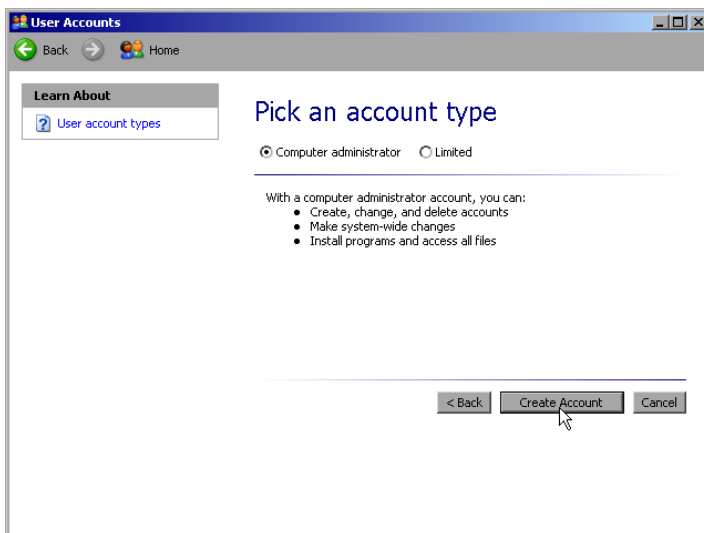 User Accounts
Back Home
Learn About
User account types
Pick an account type
Computer administrator Limited
With a computer administrator account, you can:
• Create, change, and delete accounts
• Make system-wide changes
• Install programs and access all files
< Back Create Account Cancel